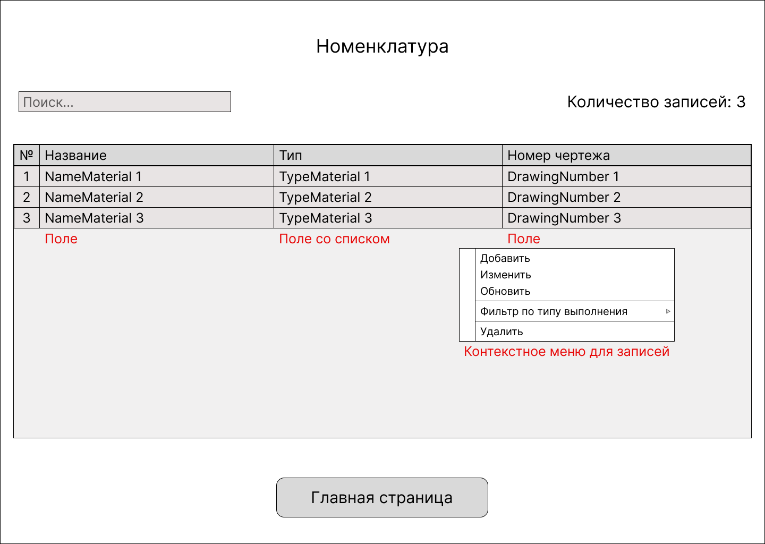 Номенклатура
Поиск...
Количество записей: 3
№ Название Тип Номер чертежа
1 NameMaterial 1 TypeMaterial 1 DrawingNumber 1
2 NameMaterial 2 TypeMaterial 2 DrawingNumber 2
3 NameMaterial 3 TypeMaterial 3 DrawingNumber 3
Поле Поле со списком Поле
Добавить
Изменить
Обновить
Фильтр по типу выполнения
Удалить
Контекстное меню для записей
Главная страница